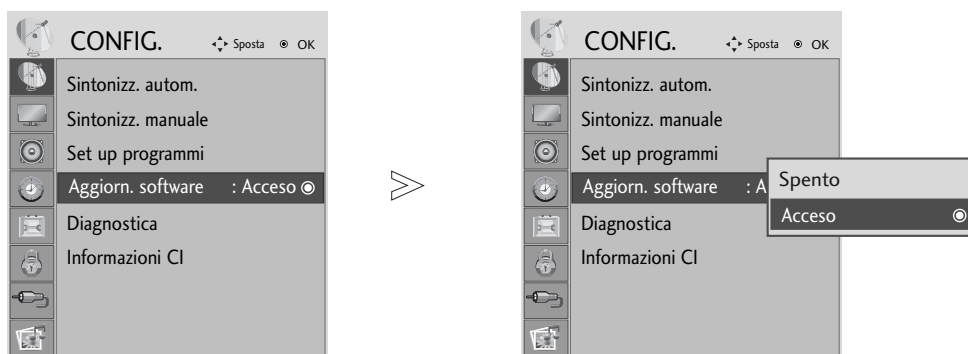 CONFIG. Sposta OK
Sintonizz. autom.
Sintonizz. manuale
Set up programmi
Aggiorn. software : Acceso
Diagnostica
Informazioni CI
CONFIG. Sposta OK
Sintonizz. autom.
Sintonizz. manuale
Set up programmi
Aggiorn. software : A
Diagnostica
Informazioni CI
Spento
Acceso